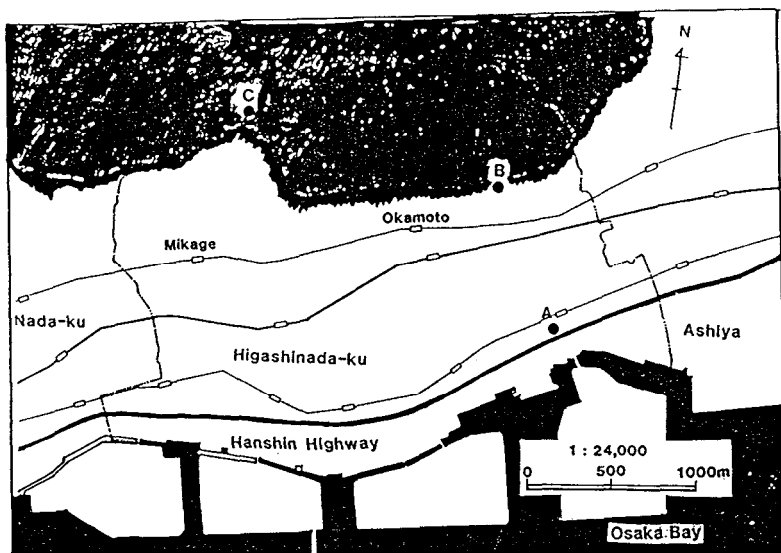 N
C
B
Okamoto
Mikage
Nada-ku
A
Ashiya
Higashinada-ku
Hanshin Highway
1 : 24,000
0 500 1000m
Osaka Bay